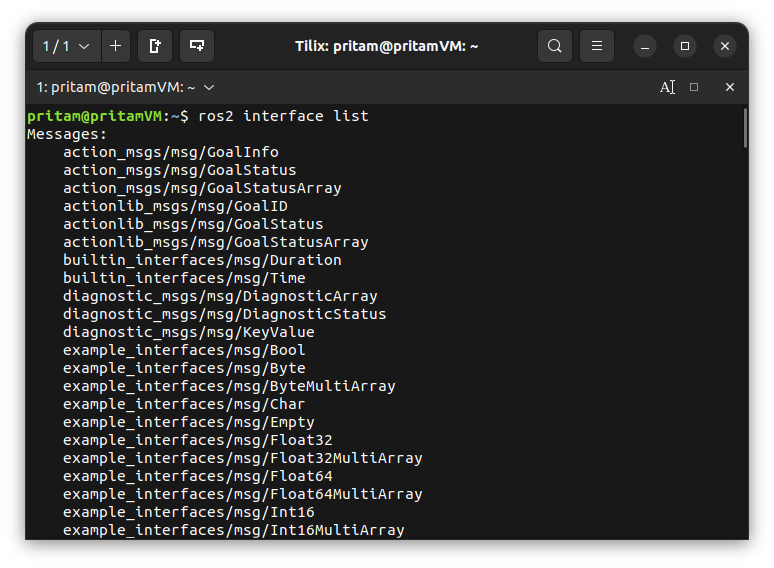 1 / 1
Tilix: pritam@pritamVM: ~
1: pritam@pritamVM: ~
pritam@pritamVM:~$ ros2 interface list
Messages:
action_msgs/msg/GoalInfo
action_msgs/msg/GoalStatus
action_msgs/msg/GoalStatusArray
actionlib_msgs/msg/GoalID
actionlib_msgs/msg/GoalStatus
actionlib_msgs/msg/GoalStatusArray
builtin_interfaces/msg/Duration
builtin_interfaces/msg/Time
diagnostic_msgs/msg/DiagnosticArray
diagnostic_msgs/msg/DiagnosticStatus
diagnostic_msgs/msg/KeyValue
example_interfaces/msg/Bool
example_interfaces/msg/Byte
example_interfaces/msg/ByteMultiArray
example_interfaces/msg/Char
example_interfaces/msg/Empty
example_interfaces/msg/Float32
example_interfaces/msg/Float32MultiArray
example_interfaces/msg/Float64
example_interfaces/msg/Float64MultiArray
example_interfaces/msg/Int16
example_interfaces/msg/Int16MultiArray